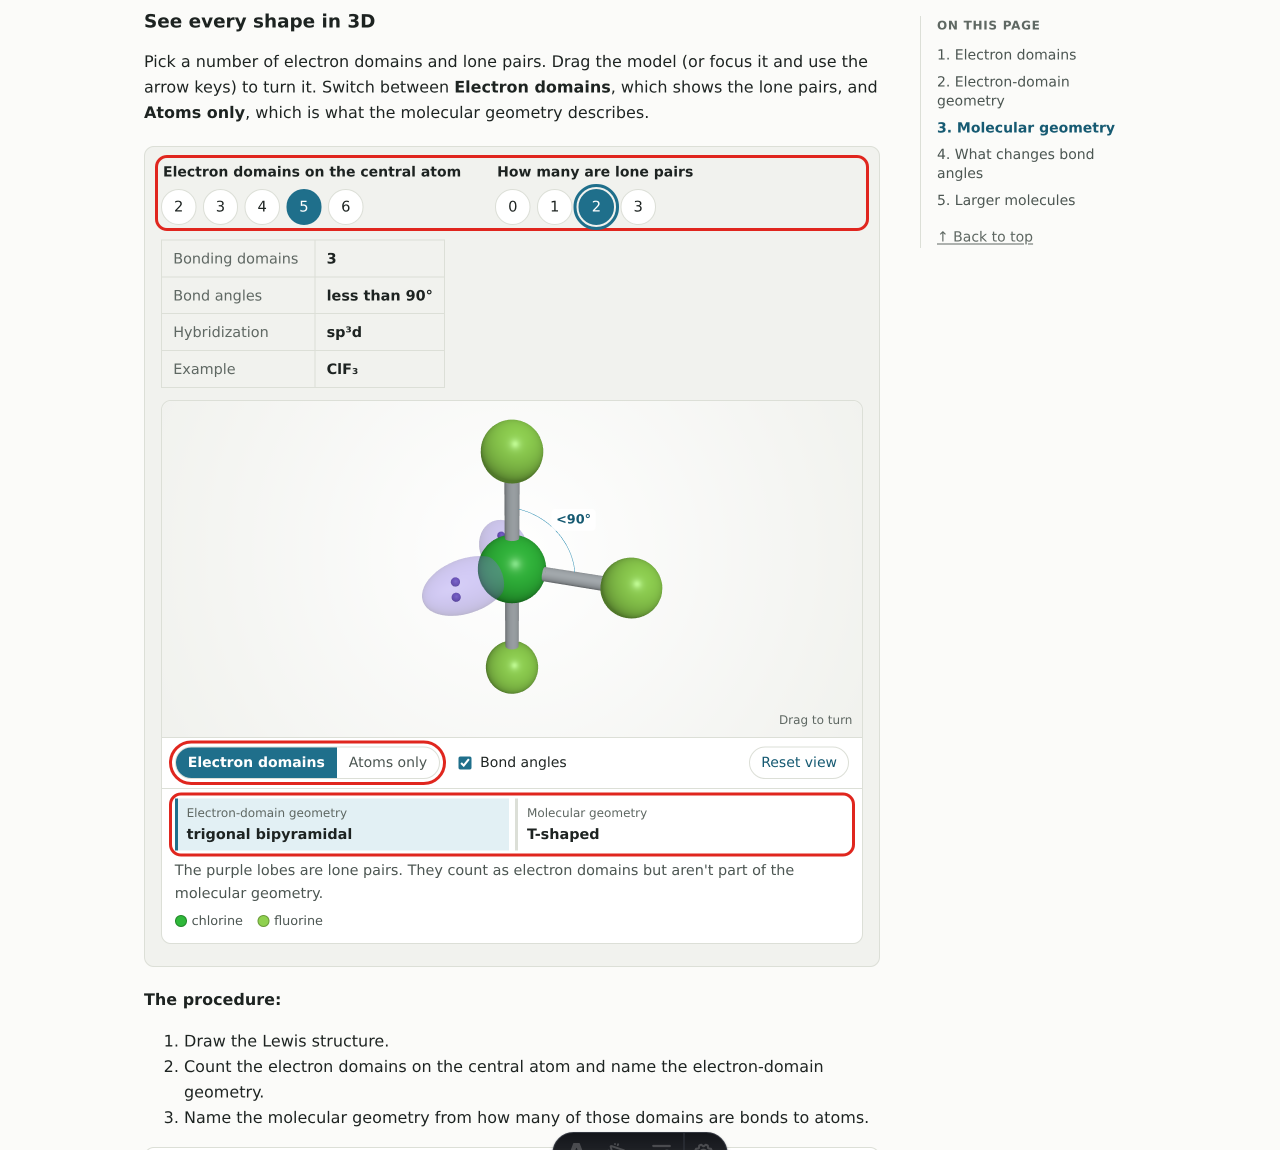 See every shape in 3D
Pick a number of electron domains and lone pairs. Drag the model (or focus it and use the
arrow keys) to turn it. Switch between Electron domains, which shows the lone pairs, and
Atoms only, which is what the molecular geometry describes.
Electron domains on the central atom
2 3 4 5 6
How many are lone pairs
0 1 2 3
Bonding domains 3
Bond angles less than 90°
Hybridization sp³d
Example ClF₃
<90°
Drag to turn
Electron domains Atoms only Bond angles Reset view
Electron-domain geometry
trigonal bipyramidal
Molecular geometry
T-shaped
The purple lobes are lone pairs. They count as electron domains but aren't part of the
molecular geometry.
chlorine fluorine
The procedure:
1. Draw the Lewis structure.
2. Count the electron domains on the central atom and name the electron-domain
geometry.
3. Name the molecular geometry from how many of those domains are bonds to atoms.
ON THIS PAGE
1. Electron domains
2. Electron-domain
geometry
3. Molecular geometry
4. What changes bond
angles
5. Larger molecules
↑ Back to top